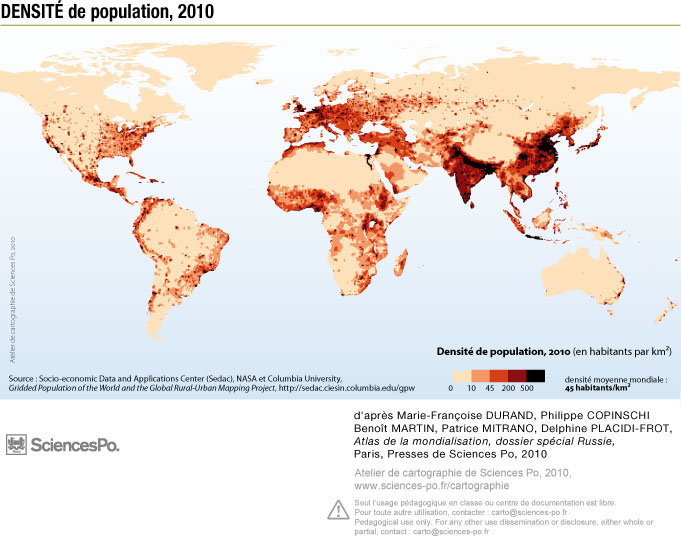 DENSITÉ de population, 2010
Atelier de cartographie de Sciences Po, 2010
Densité de population, 2010 (en habitants par km²)
0 10 45 200 500
densité moyenne mondiale :
45 habitants/km²
Source : Socio-economic Data and Applications Center (Sedac), NASA et Columbia University,
Gridded Population of the World and the Global Rural-Urban Mapping Project, http://sedac.ciesin.columbia.edu/gpw
SciencesPo.
d'après Marie-Françoise DURAND, Philippe COPINSCHI
Benoît MARTIN, Patrice MITRANO, Delphine PLACIDI-FROT,
Atlas de la mondialisation, dossier spécial Russie,
Paris, Presses de Sciences Po, 2010
Atelier de cartographie de Sciences Po, 2010,
www.sciences-po.fr/cartographie
Seul l'usage pédagogique en classe ou centre de documentation est libre.
Pour toute autre utilisation, contacter : carto@sciences-po.fr
Pedagogical use only. For any other use dissemination or disclosure, either whole or
partial, contact : carto@sciences-po.fr